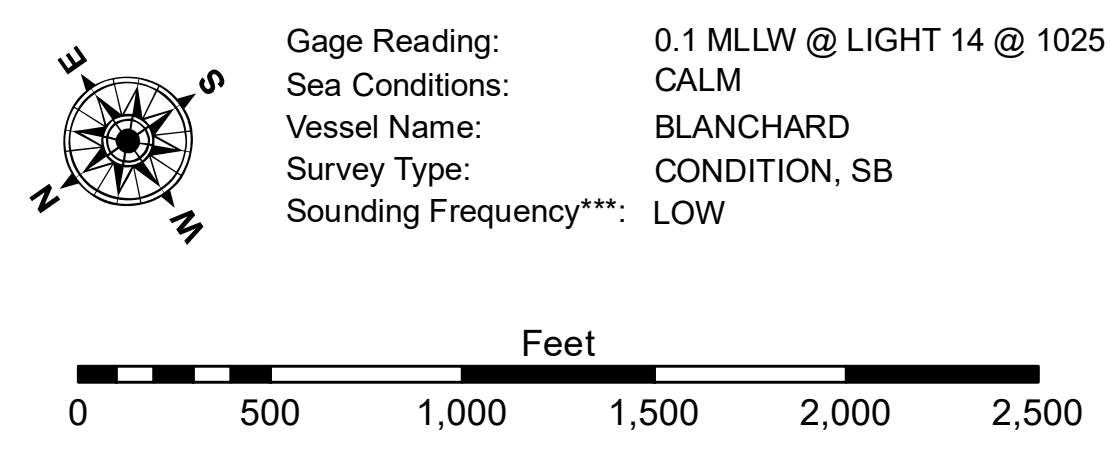 E
S
N
W
Gage Reading: 0.1 MLLW @ LIGHT 14 @ 1025
Sea Conditions: CALM
Vessel Name: BLANCHARD
Survey Type: CONDITION, SB
Sounding Frequency***: LOW
Feet
0 500 1,000 1,500 2,000 2,500